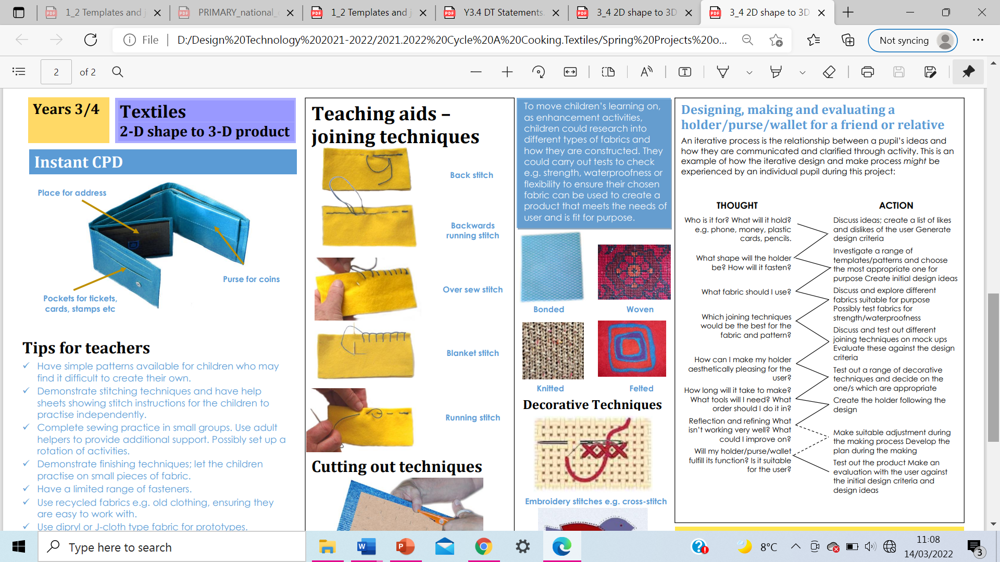 1_2 Templates and j
PRIMARY_national_
1_2 Templates and j
Y3.4 DT Statements.
3_4 2D shape to 3D
3_4 2D shape to 3D
File
D:/Design%20Technology%202021-2022/2021.2022%20Cycle%20A%20Cooking.Textiles/Spring%20Projects%20o...
Not syncing
2
of 2
Years 3/4
Textiles
2-D shape to 3-D product
Instant CPD
Place for address
Purse for coins
Pockets for tickets,
cards, stamps etc
Tips for teachers
✓ Have simple patterns available for children who may
find it difficult to create their own.
✓ Demonstrate stitching techniques and have help
sheets showing stitch instructions for the children to
practise independently.
✓ Complete sewing practice in small groups. Use adult
helpers to provide additional support. Possibly set up a
rotation of activities.
✓ Demonstrate finishing techniques; let the children
practise on small pieces of fabric.
✓ Have a limited range of fasteners.
✓ Use recycled fabrics e.g. old clothing, ensuring they
are easy to work with.
✓ Use dipryl or J-cloth type fabric for prototypes.
Teaching aids –
joining techniques
Back stitch
Backwards
running stitch
Over sew stitch
Blanket stitch
Running stitch
Cutting out techniques
To move children's learning on,
as enhancement activities,
children could research into
different types of fabrics and
how they are constructed. They
could carry out tests to check
e.g. strength, waterproofness or
flexibility to ensure their chosen
fabric can be used to create a
product that meets the needs of
user and is fit for purpose.
Bonded
Woven
Knitted
Felted
Decorative Techniques
Embroidery stitches e.g. cross-stitch
Designing, making and evaluating a
holder/purse/wallet for a friend or relative
An iterative process is the relationship between a pupil's ideas and
how they are communicated and clarified through activity. This is an
example of how the iterative design and make process might be
experienced by an individual pupil during this project:
THOUGHT
Who is it for? What will it hold?
e.g. phone, money, plastic
cards, pencils.
What shape will the holder
be? How will it fasten?
What fabric should I use?
Which joining techniques
would be the best for the
fabric and pattern?
How can I make my holder
aesthetically pleasing for the
user?
How long will it take to make?
What tools will I need? What
order should I do it in?
Reflection and refining What
isn't working very well? What
could I improve on?
Will my holder/purse/wallet
fulfill its function? Is it suitable
for the user?
ACTION
Discuss ideas; create a list of likes
and dislikes of the user Generate
design criteria
Investigate a range of
templates/patterns and choose
the most appropriate one for
purpose Create initial design ideas
Discuss and explore different
fabrics suitable for purpose
Possibly test fabrics for
strength/waterproofness
Discuss and test out different
joining techniques on mock ups
Evaluate these against the design
criteria
Test out a range of decorative
techniques and decide on the
one/s which are appropriate
Create the holder following the
design
Make suitable adjustment during
the making process Develop the
plan during the making
Test out the product Make an
evaluation with the user against
the initial design criteria and
design ideas
Type here to search
8°C
11:08
14/03/2022
3